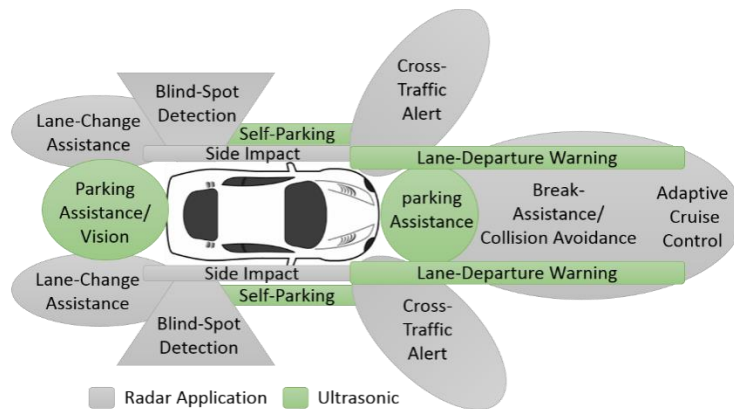 Cross-
Traffic
Alert
Blind-Spot
Detection
Lane-Change
Assistance
Self-Parking
Side Impact
Lane-Departure Warning
Parking
Assistance/
Vision
parking
Assistance
Break-
Assistance/
Collision Avoidance
Adaptive
Cruise
Control
Lane-Change
Assistance
Side Impact
Lane-Departure Warning
Self-Parking
Blind-Spot
Detection
Cross-
Traffic
Alert
Radar Application
Ultrasonic